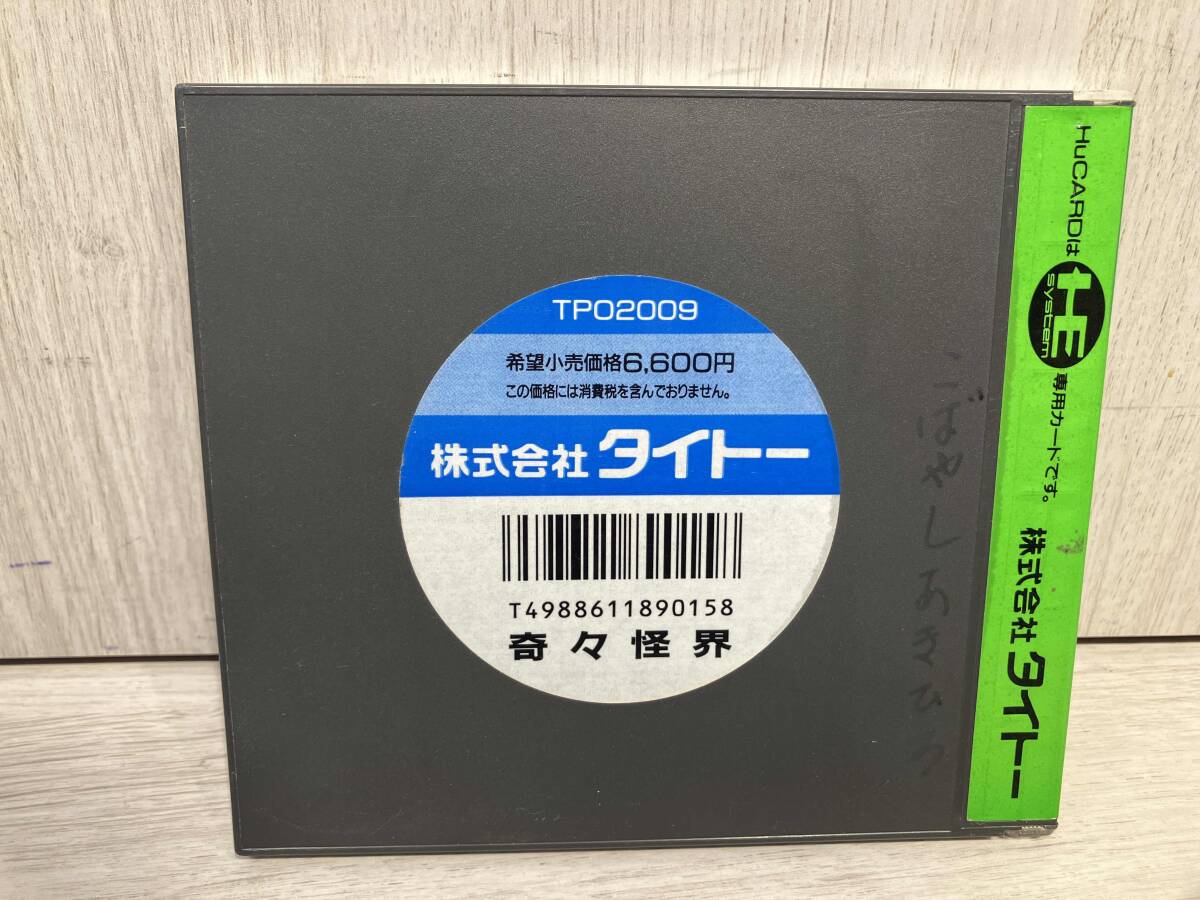 TP02009
希望小売価格6,600円
この価格には消費税を含んでおりません。
株式会社 タイトー
T4988611890158
奇々怪界
HuCARDは HE system 専用カードです。 株式会社 タイトー
こばやしあきひろ